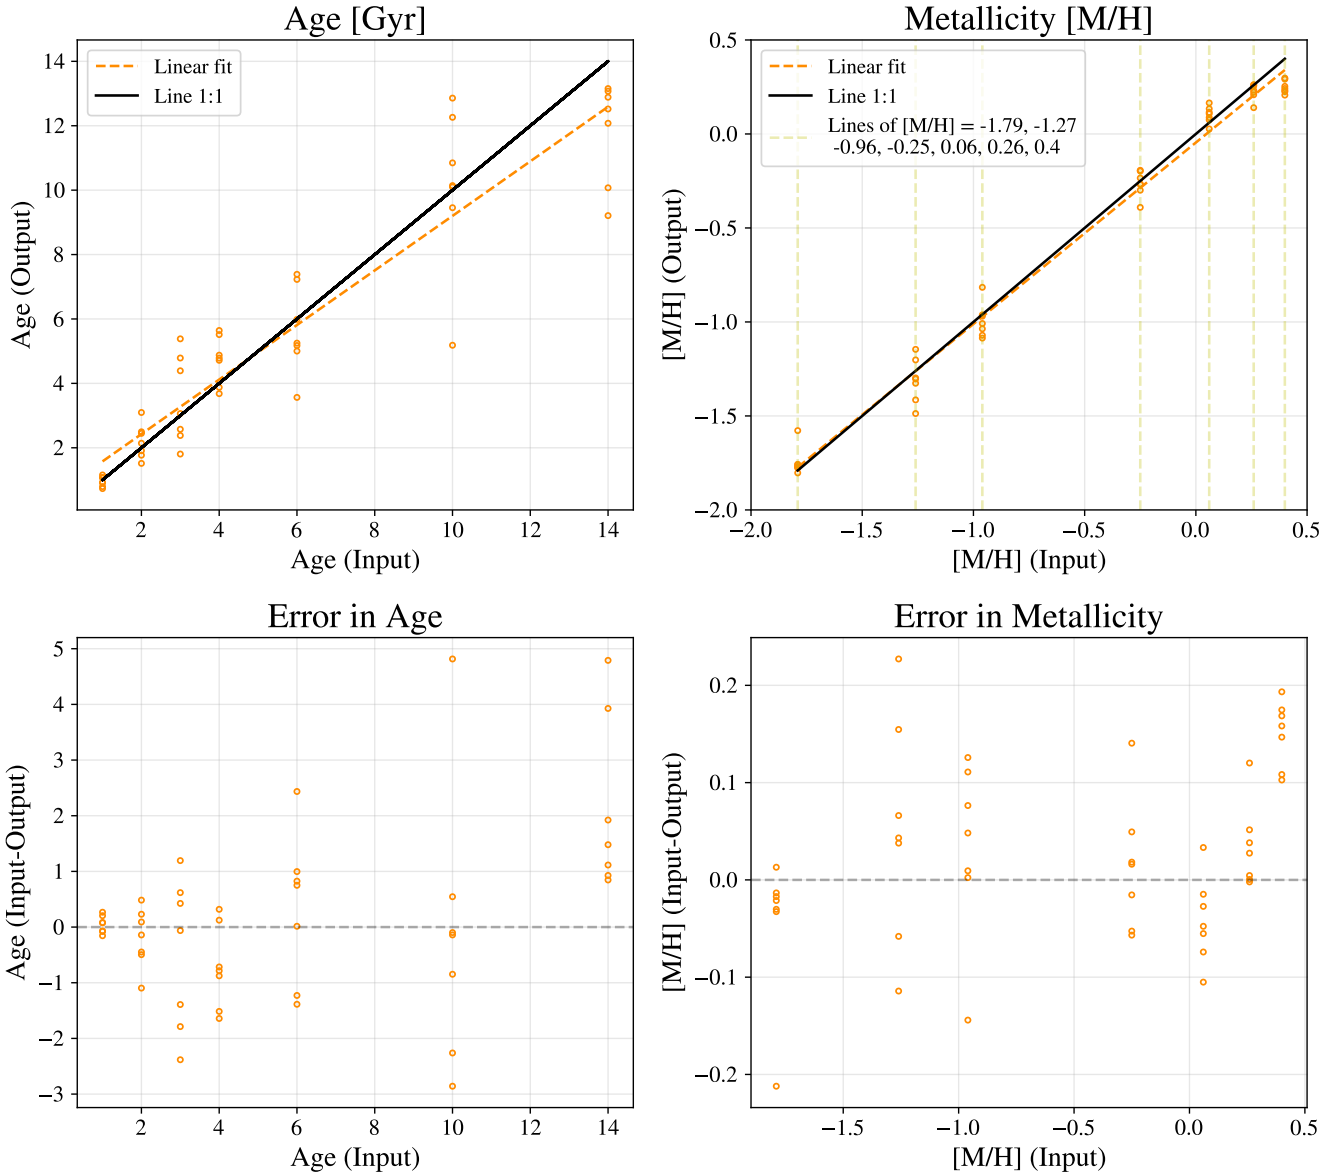 Age [Gyr]
Linear fit
Line 1:1
Age (Output)
14
12
10
8
6
4
2
2 4 6 8 10 12 14
Age (Input)
Metallicity [M/H]
Linear fit
Line 1:1
Lines of [M/H] = -1.79, -1.27
-0.96, -0.25, 0.06, 0.26, 0.4
[M/H] (Output)
0.5
0.0
−0.5
−1.0
−1.5
−2.0
−2.0 −1.5 −1.0 −0.5 0.0 0.5
[M/H] (Input)
Error in Age
Age (Input-Output)
5
4
3
2
1
0
−1
−2
−3
2 4 6 8 10 12 14
Age (Input)
Error in Metallicity
[M/H] (Input-Output)
0.2
0.1
0.0
−0.1
−0.2
−1.5 −1.0 −0.5 0.0 0.5
[M/H] (Input)